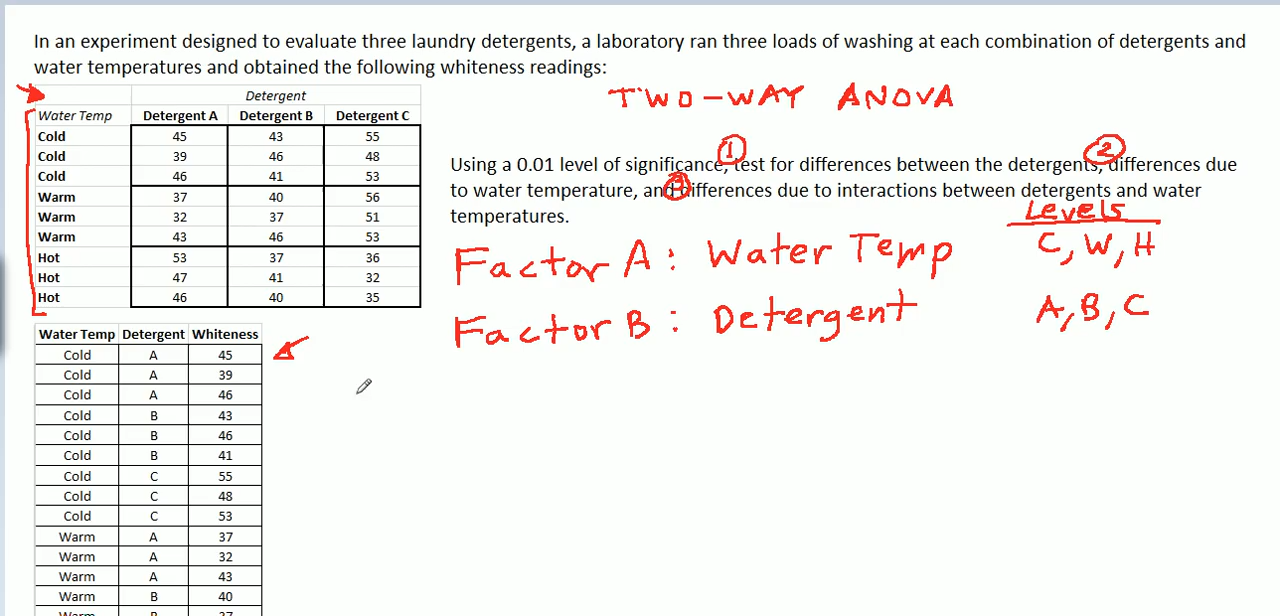 In an experiment designed to evaluate three laundry detergents, a laboratory ran three loads of washing at each combination of detergents and
water temperatures and obtained the following whiteness readings:
TWO-WAY ANOVA
Detergent
Water Temp Detergent A Detergent B Detergent C
Cold 45 43 55
Cold 39 46 48
Cold 46 41 53
Warm 37 40 56
Warm 32 37 51
Warm 43 46 53
Hot 53 37 36
Hot 47 41 32
Hot 46 40 35
1 2
Using a 0.01 level of significance, test for differences between the detergents, differences due
to water temperature, and differences due to interactions between detergents and water
temperatures.
Levels
Factor A: Water Temp C, W, H
Factor B: Detergent A, B, C
Water Temp Detergent Whiteness
Cold A 45
Cold A 39
Cold A 46
Cold B 43
Cold B 46
Cold B 41
Cold C 55
Cold C 48
Cold C 53
Warm A 37
Warm A 32
Warm A 43
Warm B 40
Warm B 37